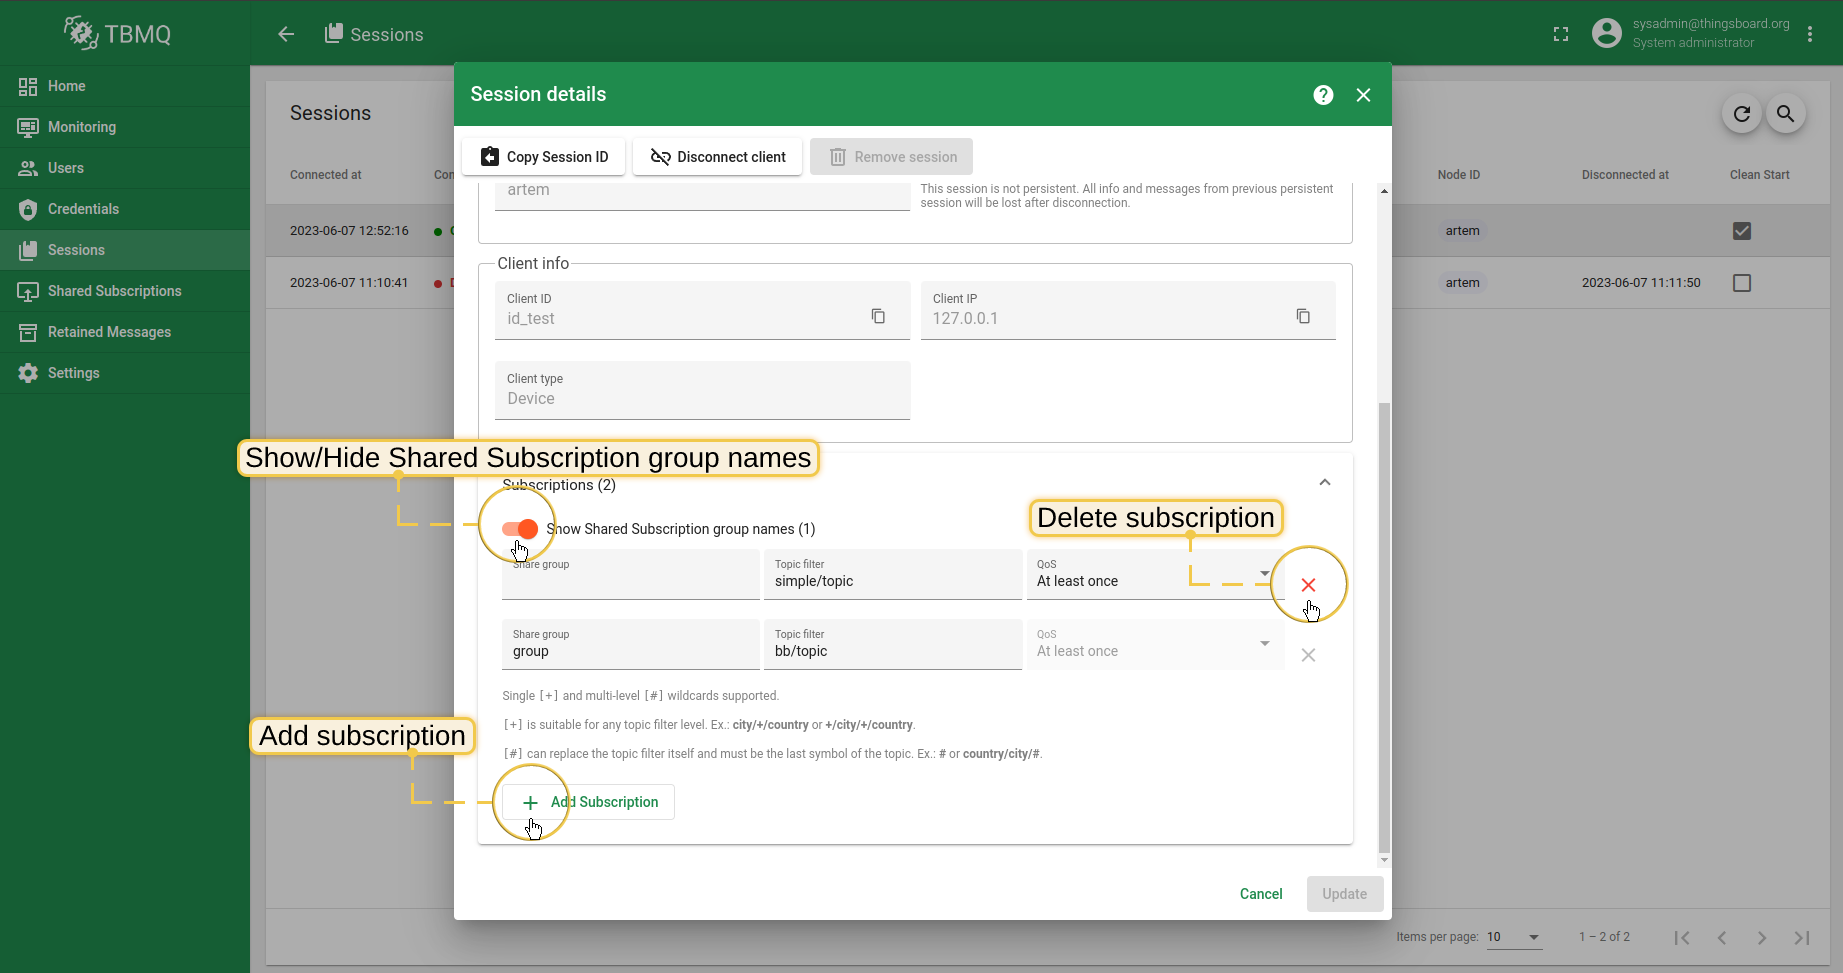 TBMQ
Sessions
sysadmin@thingsboard.org
System administrator
Home
Monitoring
Users
Credentials
Sessions
Shared Subscriptions
Retained Messages
Settings
Sessions
Connected at
Con
Node ID
Disconnected at
Clean Start
2023-06-07 12:52:16
artem
2023-06-07 11:10:41
artem
2023-06-07 11:11:50
Session details
Copy Session ID
Disconnect client
Remove session
artem
This session is not persistent. All info and messages from previous persistent
session will be lost after disconnection.
Client info
Client ID
id_test
Client IP
127.0.0.1
Client type
Device
Show/Hide Shared Subscription group names
Subscriptions (2)
Delete subscription
Show Shared Subscription group names (1)
Share group
Topic filter
simple/topic
QoS
At least once
Share group
group
Topic filter
bb/topic
QoS
At least once
Single [+] and multi-level [#] wildcards supported.
[+] is suitable for any topic filter level. Ex.: city/+/country or +/city/+/country.
[#] can replace the topic filter itself and must be the last symbol of the topic. Ex.: # or country/city/#.
Add subscription
Add Subscription
Cancel
Update
Items per page: 10
1 – 2 of 2